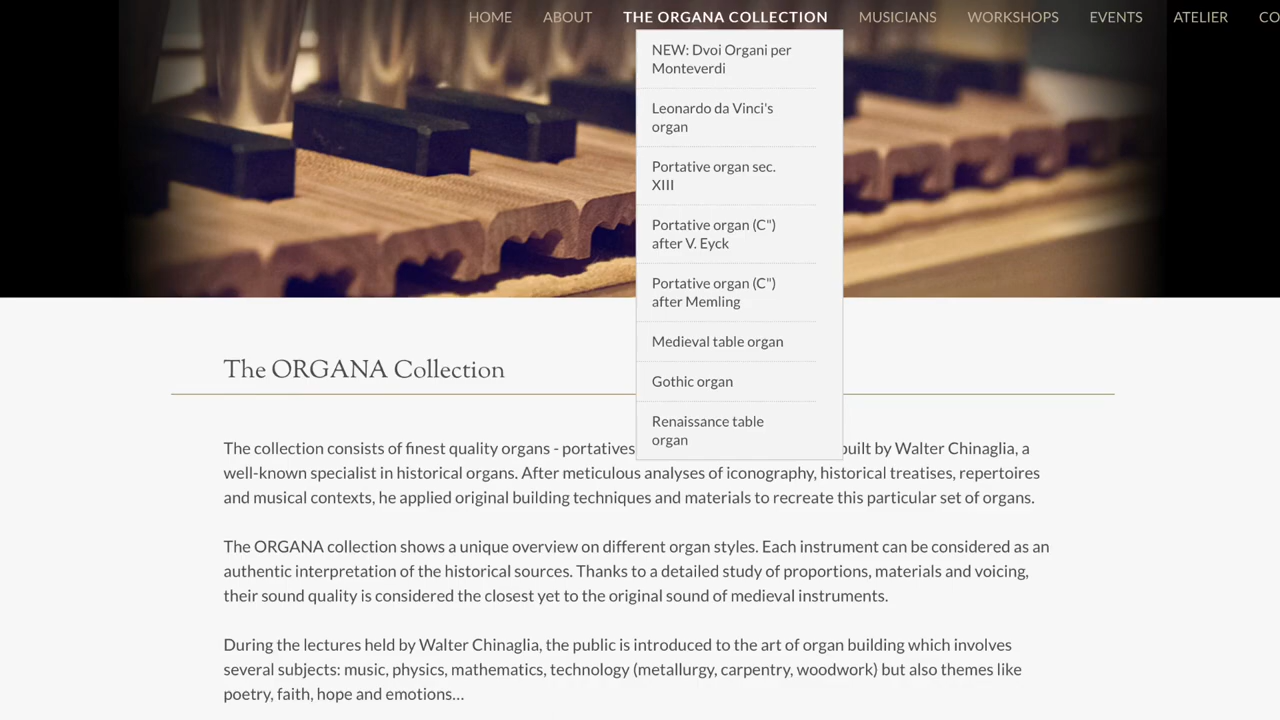 HOME ABOUT THE ORGANA COLLECTION MUSICIANS WORKSHOPS EVENTS ATELIER CO
NEW: Dvoi Organi per
Monteverdi
Leonardo da Vinci's
organ
Portative organ sec.
XIII
Portative organ (C")
after V. Eyck
Portative organ (C")
after Memling
Medieval table organ
Gothic organ
Renaissance table
organ
The ORGANA Collection
The collection consists of finest quality organs - portatives built by Walter Chinaglia, a
well-known specialist in historical organs. After meticulous analyses of iconography, historical treatises, repertoires
and musical contexts, he applied original building techniques and materials to recreate this particular set of organs.
The ORGANA collection shows a unique overview on different organ styles. Each instrument can be considered as an
authentic interpretation of the historical sources. Thanks to a detailed study of proportions, materials and voicing,
their sound quality is considered the closest yet to the original sound of medieval instruments.
During the lectures held by Walter Chinaglia, the public is introduced to the art of organ building which involves
several subjects: music, physics, mathematics, technology (metallurgy, carpentry, woodwork) but also themes like
poetry, faith, hope and emotions...